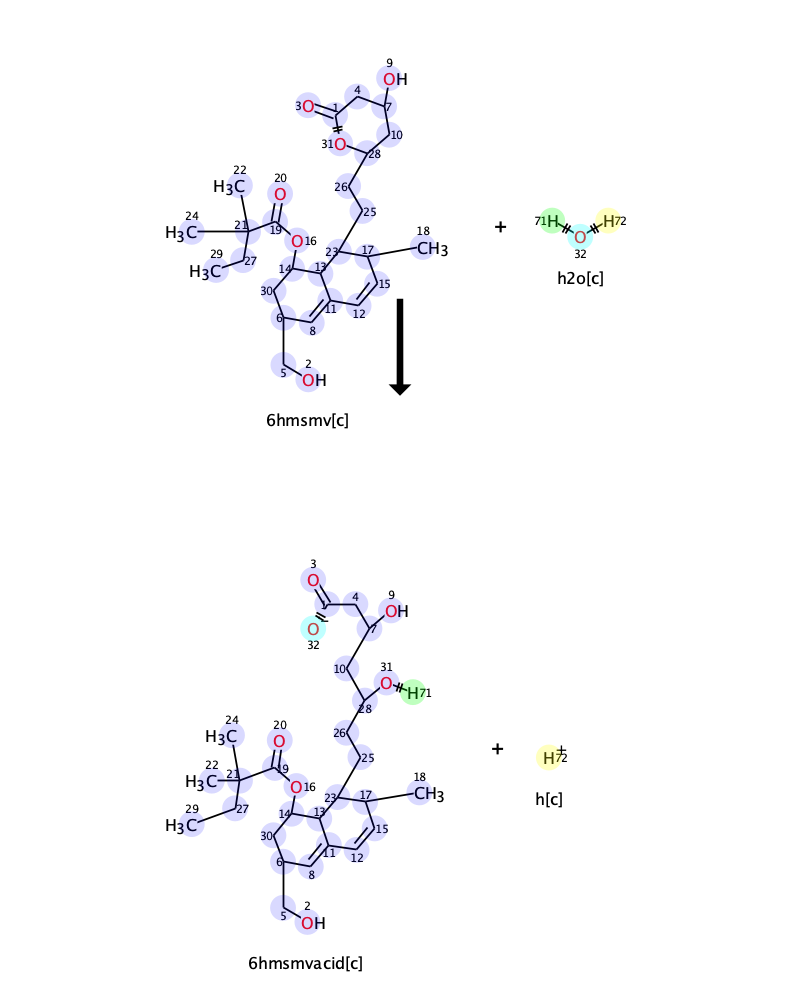 9
OH
4
3 O 1 7
10
31 O 28
22 20 26
H3C O
24 25
H3C 21 19 O 16 18
29 23 17 CH3
H3C 27 14 13
30 15
11
6 12
8
2
5 OH
6hmsmv[c]
+
71 H H 72
O
32
h2o[c]
3
O 4 9
1 OH
O 7
32
10 31
O H 71
28
24 20 26
H3C O
22 25
H3C 21 19 18
29 O 16 23 17 CH3
27 14 13
H3C 30 15
11 12
6 8
2
5 OH
6hmsmvacid[c]
+
H 72 +
h[c]